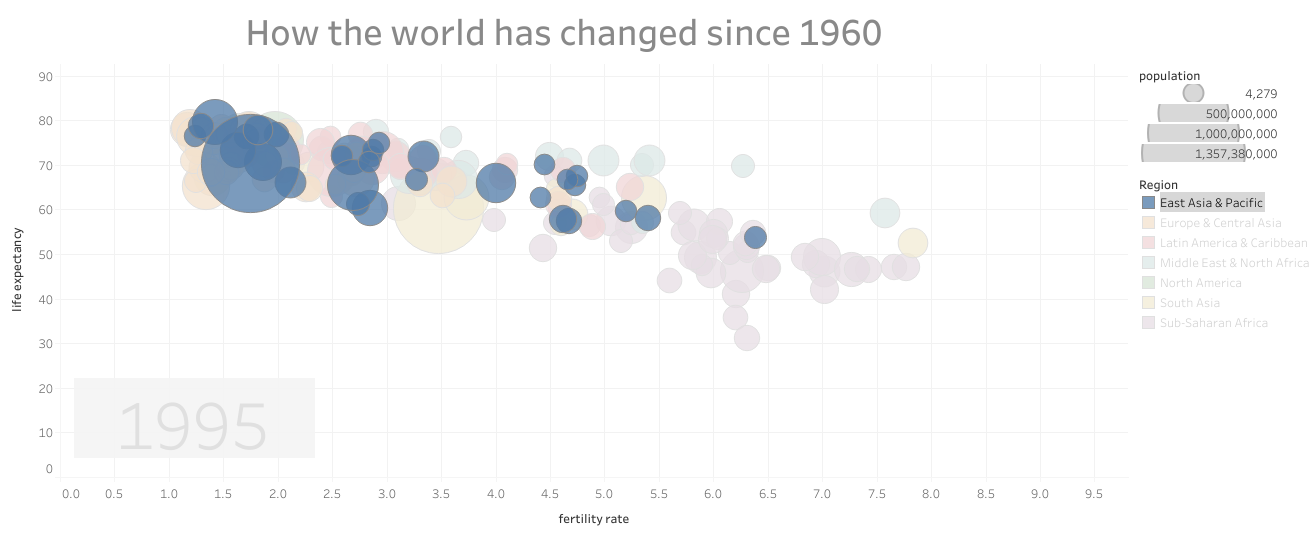 How the world has changed since 1960
population
4,279
500,000,000
1,000,000,000
1,357,380,000
Region
East Asia & Pacific
Europe & Central Asia
Latin America & Caribbean
Middle East & North Africa
North America
South Asia
Sub-Saharan Africa
life expectancy
90
80
70
60
50
40
30
20
10
0
1995
0.0 0.5 1.0 1.5 2.0 2.5 3.0 3.5 4.0 4.5 5.0 5.5 6.0 6.5 7.0 7.5 8.0 8.5 9.0 9.5
fertility rate